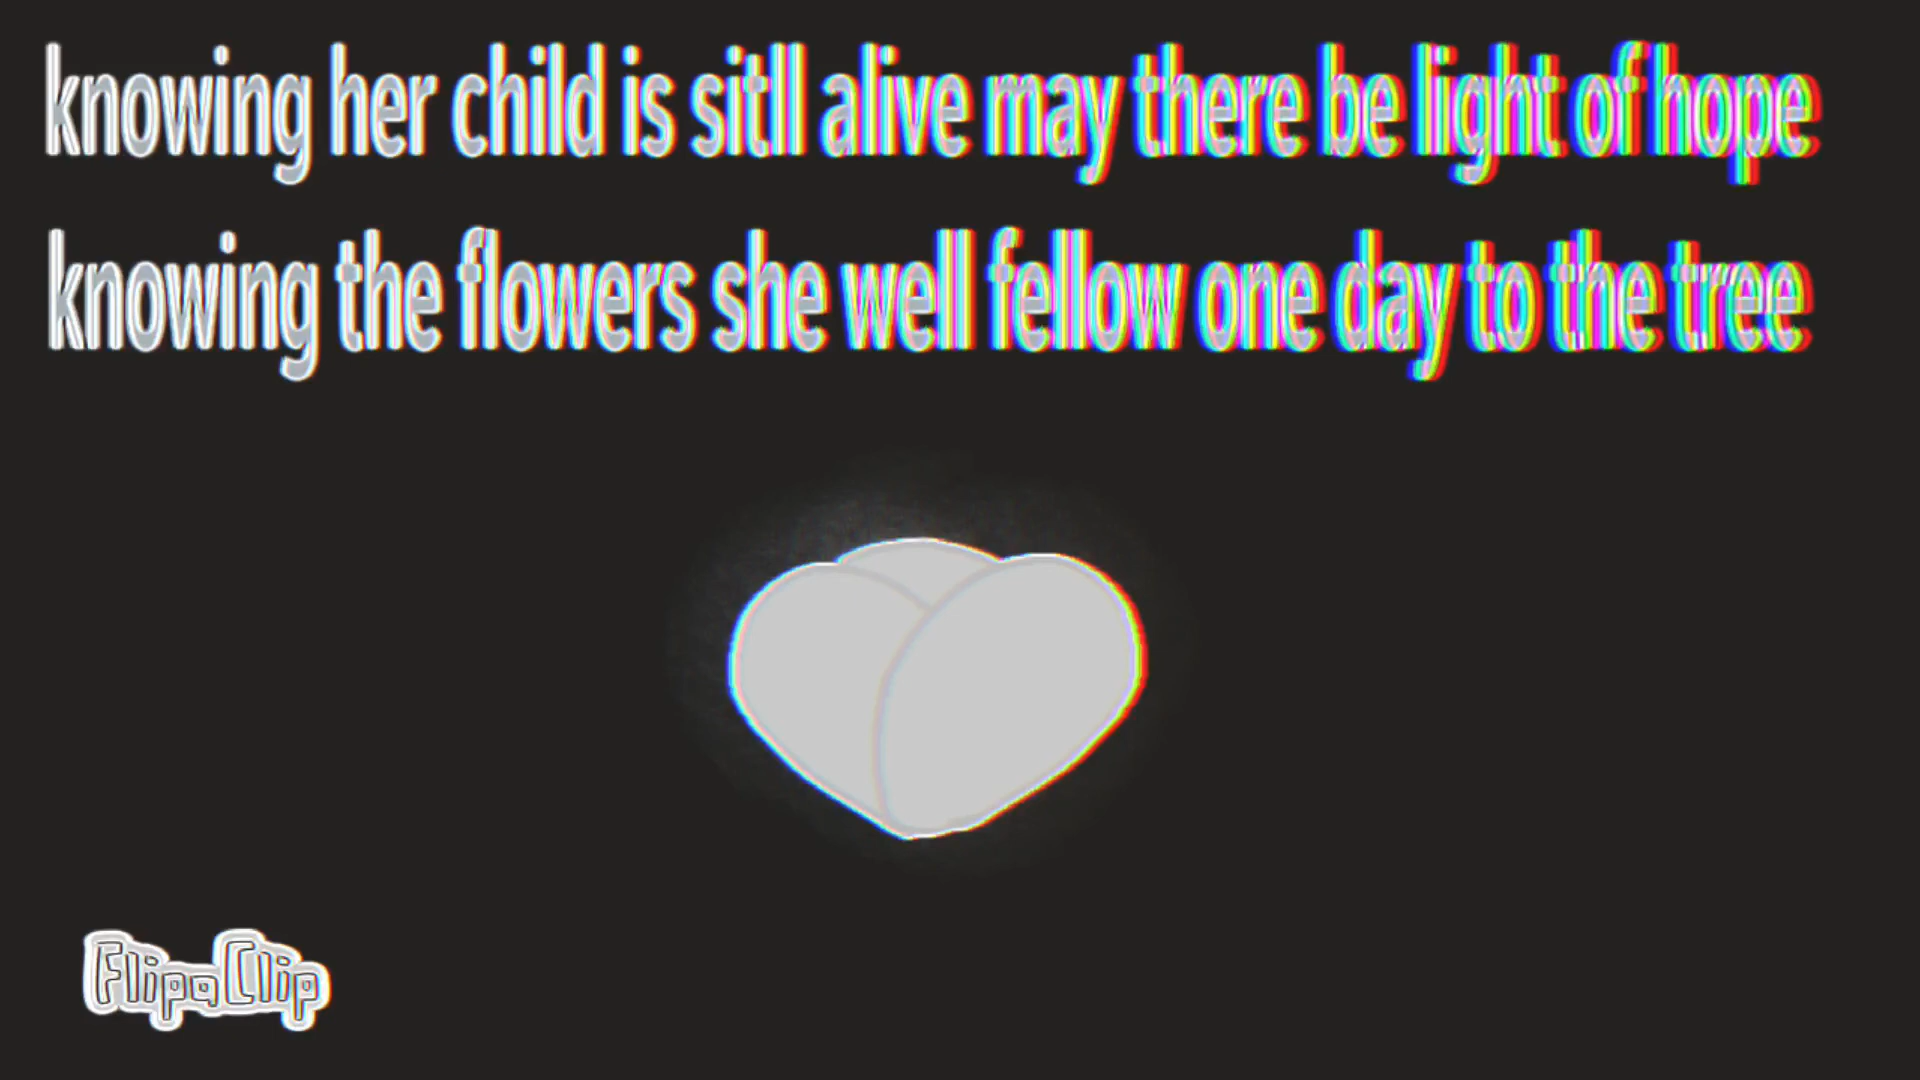 knowing her child is sitll alive may there be light of hope
knowing the flowers she well fellow one day to the tree
FlipaClip